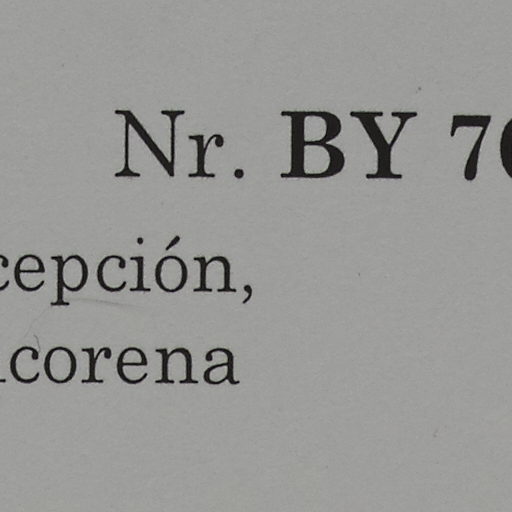 Nr. BY 7
cepción,
corena